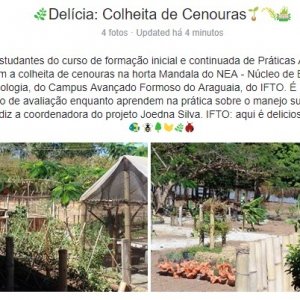 Delícia: Colheita de Cenouras
4 fotos · Updated há 4 minutos
studantes do curso de formação inicial e continuada de Práticas A
m a colheita de cenouras na horta Mandala do NEA - Núcleo de E
ologia, do Campus Avançado Formoso do Araguaia, do IFTO. É
o de avaliação enquanto aprendem na prática sobre o manejo su
diz a coordenadora do projeto Joedna Silva. IFTO: aqui é delicios